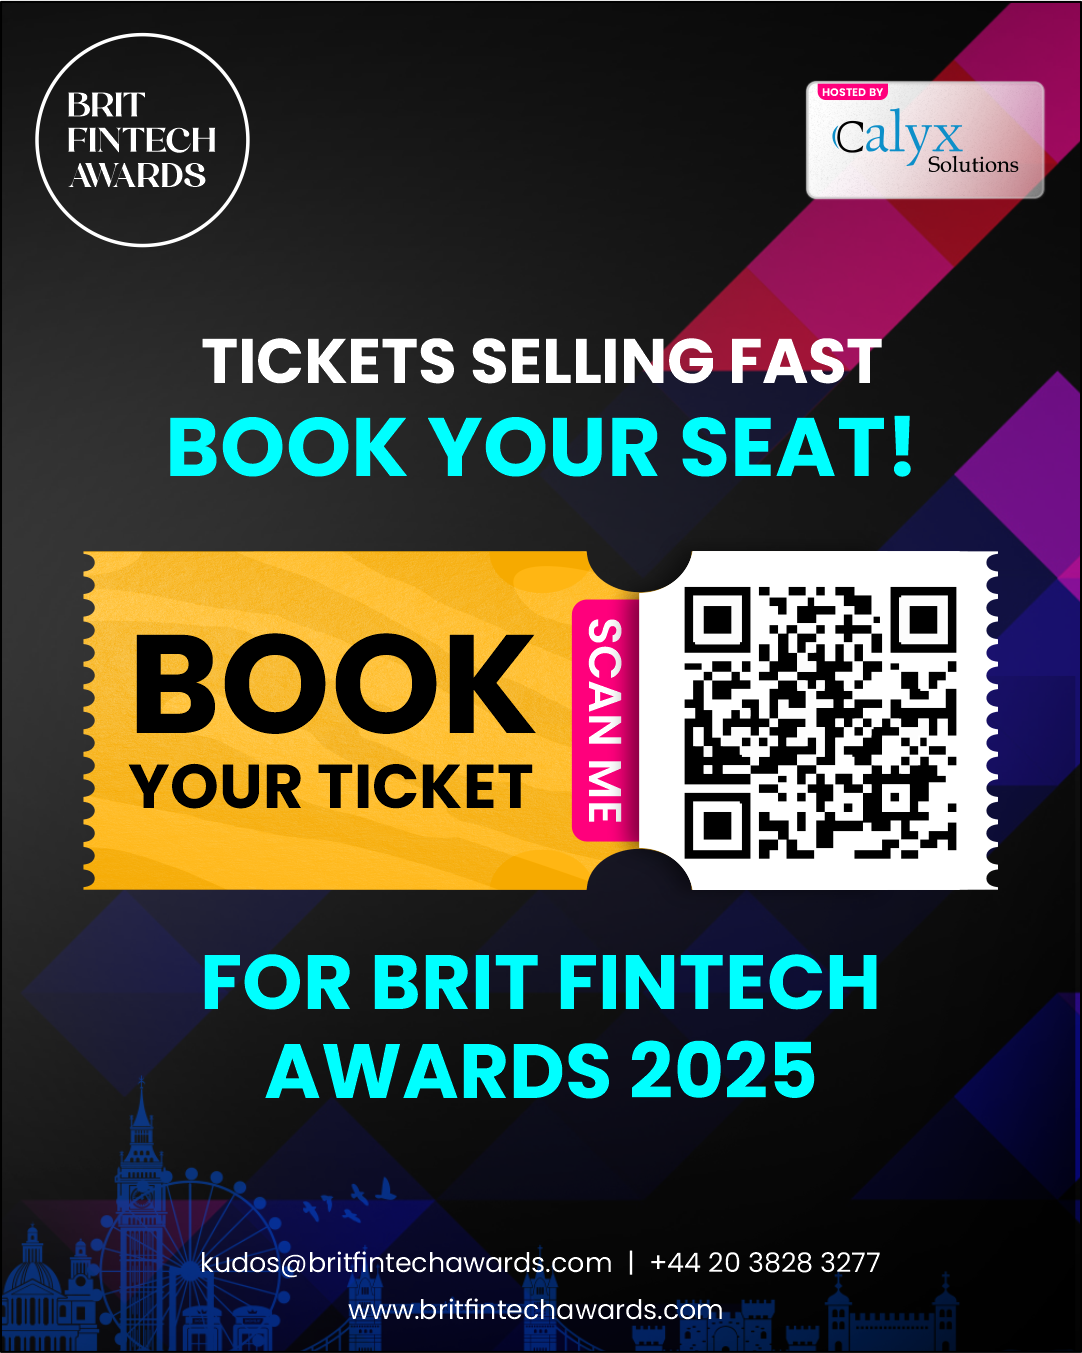 BRIT
FINTECH
AWARDS
HOSTED BY
Calyx
Solutions
TICKETS SELLING FAST
BOOK YOUR SEAT!
BOOK
YOUR TICKET
SCAN ME
FOR BRIT FINTECH
AWARDS 2025
kudos@britfintechawards.com | +44 20 3828 3277
www.britfintechawards.com